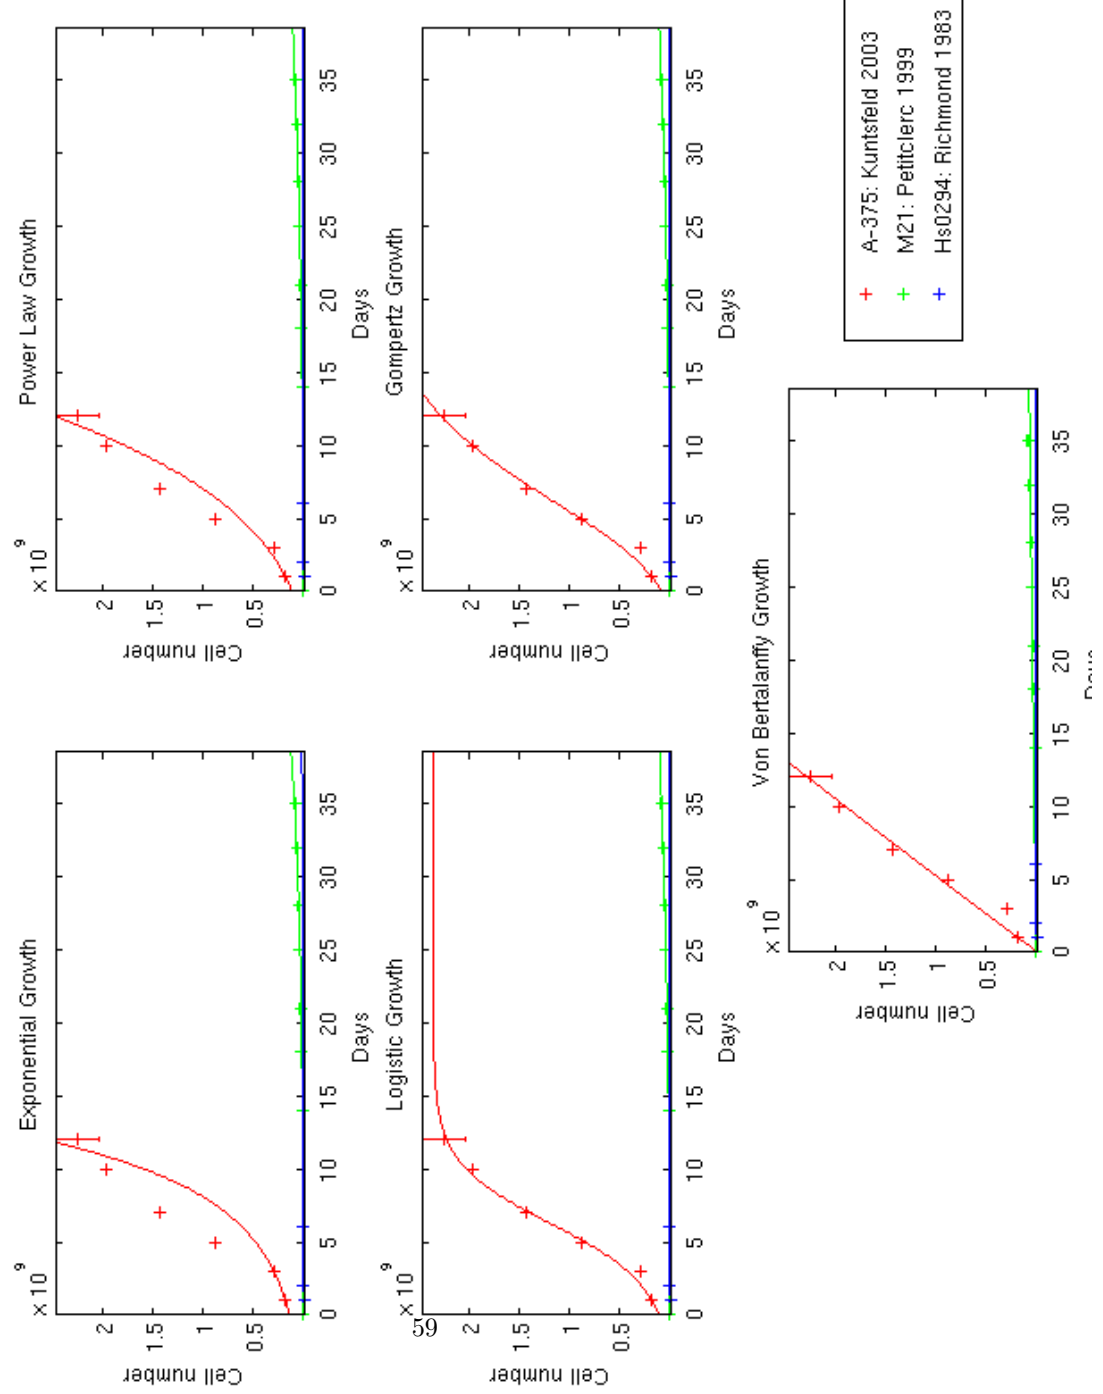 Exponential Growth
×10 9
2
1.5
1
0.5
Cell number
0 5 10 15 20 25 30 35
Days
Power Law Growth
×10 9
2
1.5
1
0.5
Cell number
0 5 10 15 20 25 30 35
Days
Logistic Growth
×10 9
2
1.5
1
0.5
Cell number
0 5 10 15 20 25 30 35
Days
Gompertz Growth
×10 9
2
1.5
1
0.5
Cell number
0 5 10 15 20 25 30 35
Days
Von Bertalanffy Growth
×10 9
2
1.5
1
0.5
Cell number
0 5 10 15 20 25 30 35
Days
A-375: Kuntsfeld 2003
M21: Petitclerc 1999
Hs0294: Richmond 1983
59